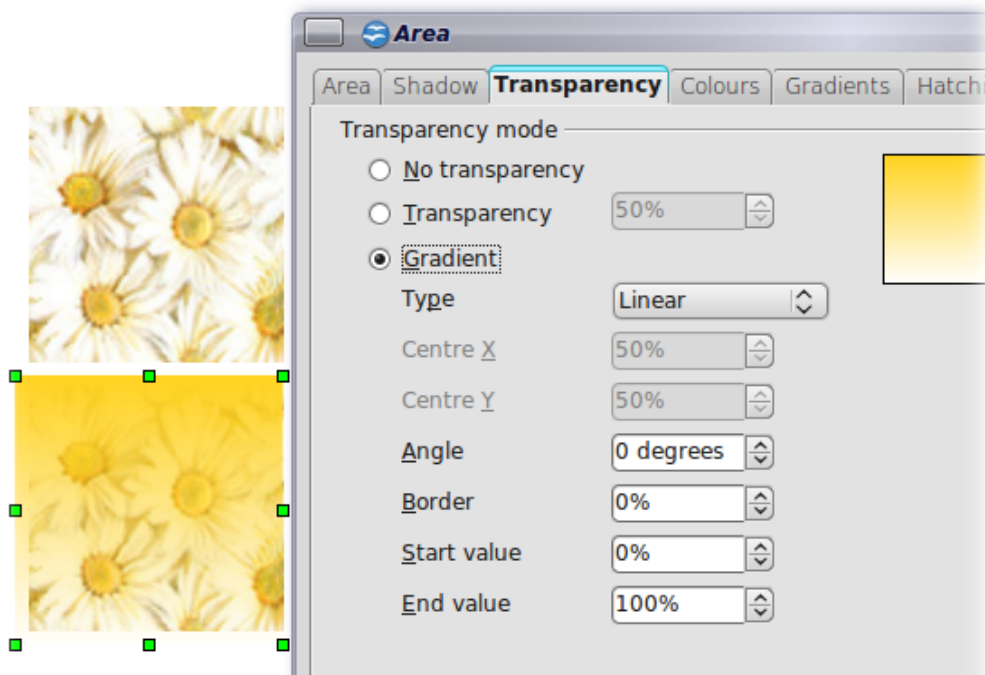 Area
Area Shadow Transparency Colours Gradients Hatchi
Transparency mode
No transparency
Transparency 50%
Gradient
Type Linear
Centre X 50%
Centre Y 50%
Angle 0 degrees
Border 0%
Start value 0%
End value 100%